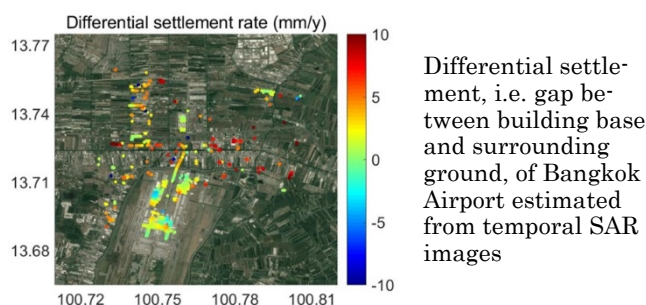 Differential settlement rate (mm/y)
13.77
13.74
13.71
13.68
100.72 100.75 100.78 100.81
10
5
0
-5
-10
Differential settle-
ment, i.e. gap be-
tween building base
and surrounding
ground, of Bangkok
Airport estimated
from temporal SAR
images